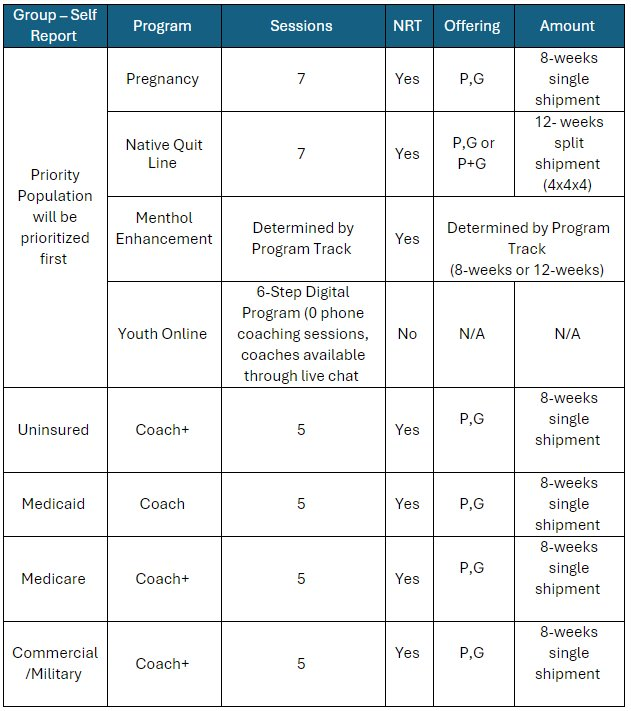 Group – Self Report
Program
Sessions
NRT
Offering
Amount
Priority
Population
will be
prioritized
first
Pregnancy
7
Yes
P,G
8-weeks
single
shipment
Native Quit
Line
7
Yes
P,G or
P+G
12- weeks
split
shipment
(4x4x4)
Menthol
Enhancement
Determined by
Program Track
Yes
Determined by Program
Track
(8-weeks or 12-weeks)
Youth Online
6-Step Digital
Program (0 phone
coaching sessions,
coaches available
through live chat
No
N/A
N/A
Uninsured
Coach+
5
Yes
P,G
8-weeks
single
shipment
Medicaid
Coach
5
Yes
P,G
8-weeks
single
shipment
Medicare
Coach+
5
Yes
P,G
8-weeks
single
shipment
Commercial
/Military
Coach+
5
Yes
P,G
8-weeks
single
shipment